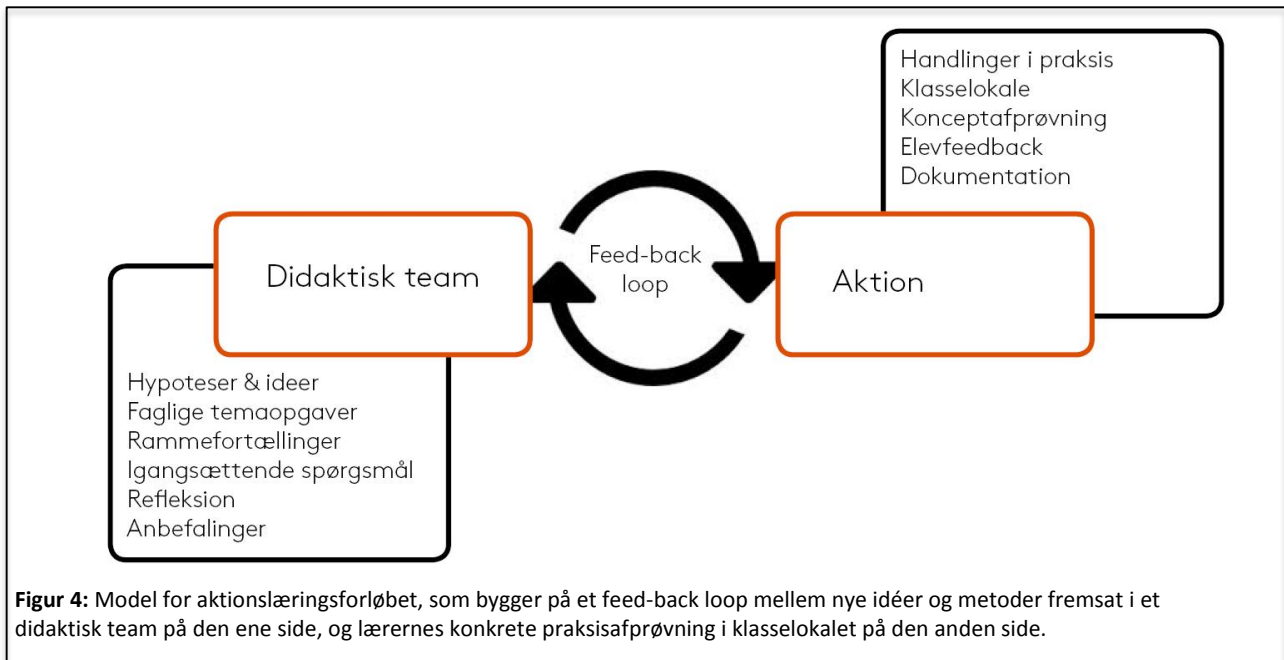 Didaktisk team
Hypoteser & ideer
Faglige temaopgaver
Rammefortællinger
Igangsættende spørgsmål
Refleksion
Anbefalinger
Feed-back
loop
Handlinger i praksis
Klasselokale
Konceptafprøvning
Elevfeedback
Dokumentation
Aktion
Figur 4: Model for aktionslæringsforløbet, som bygger på et feed-back loop mellem nye idéer og metoder fremsat i et
didaktisk team på den ene side, og lærernes konkrete praksisafprøvning i klasselokalet på den anden side.